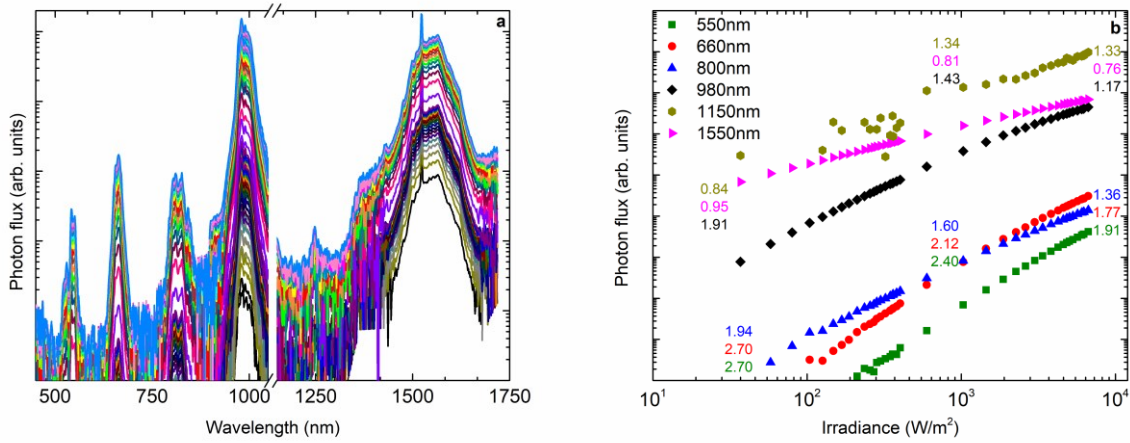 a
Photon flux (arb. units)
500 750 1000 1500 1750
Wavelength (nm)
b
550nm
660nm
800nm
980nm
1150nm
1550nm
1.34
0.81
1.43
1.33
0.76
1.17
0.84
0.95
1.91
1.60
2.12
2.40
1.36
1.77
1.91
1.94
2.70
2.70
Photon flux (arb. units)
10¹ 10² 10³ 10⁴
Irradiance (W/m²)